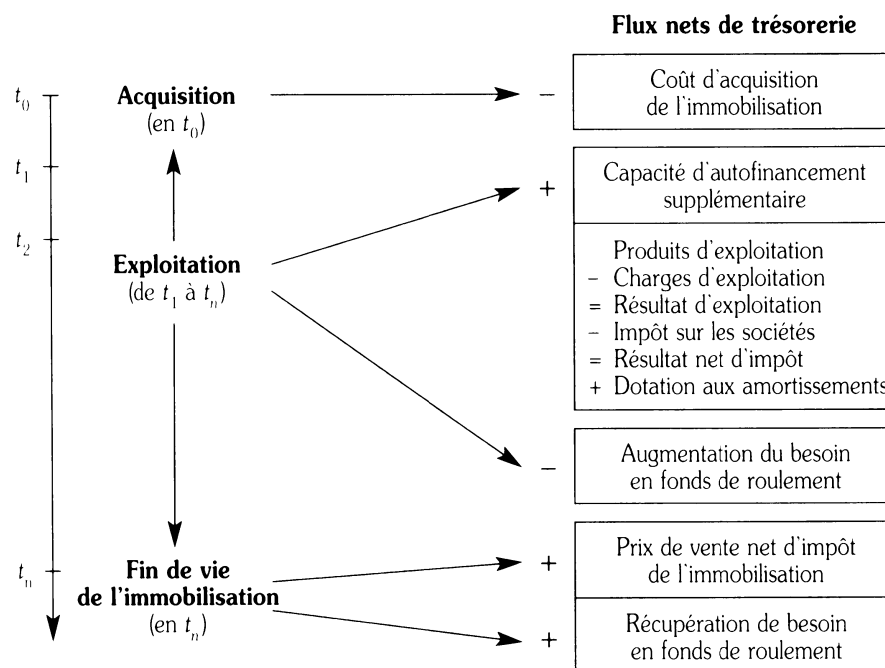 Flux nets de trésorerie
t0
Acquisition
(en t0)
−
Coût d'acquisition
de l'immobilisation
t1
+
Capacité d'autofinancement
supplémentaire
t2
Exploitation
(de t1 à tn)
Produits d'exploitation
− Charges d'exploitation
= Résultat d'exploitation
− Impôt sur les sociétés
= Résultat net d'impôt
+ Dotation aux amortissements
−
Augmentation du besoin
en fonds de roulement
tn
Fin de vie
de l'immobilisation
(en tn)
+
Prix de vente net d'impôt
de l'immobilisation
+
Récupération de besoin
en fonds de roulement